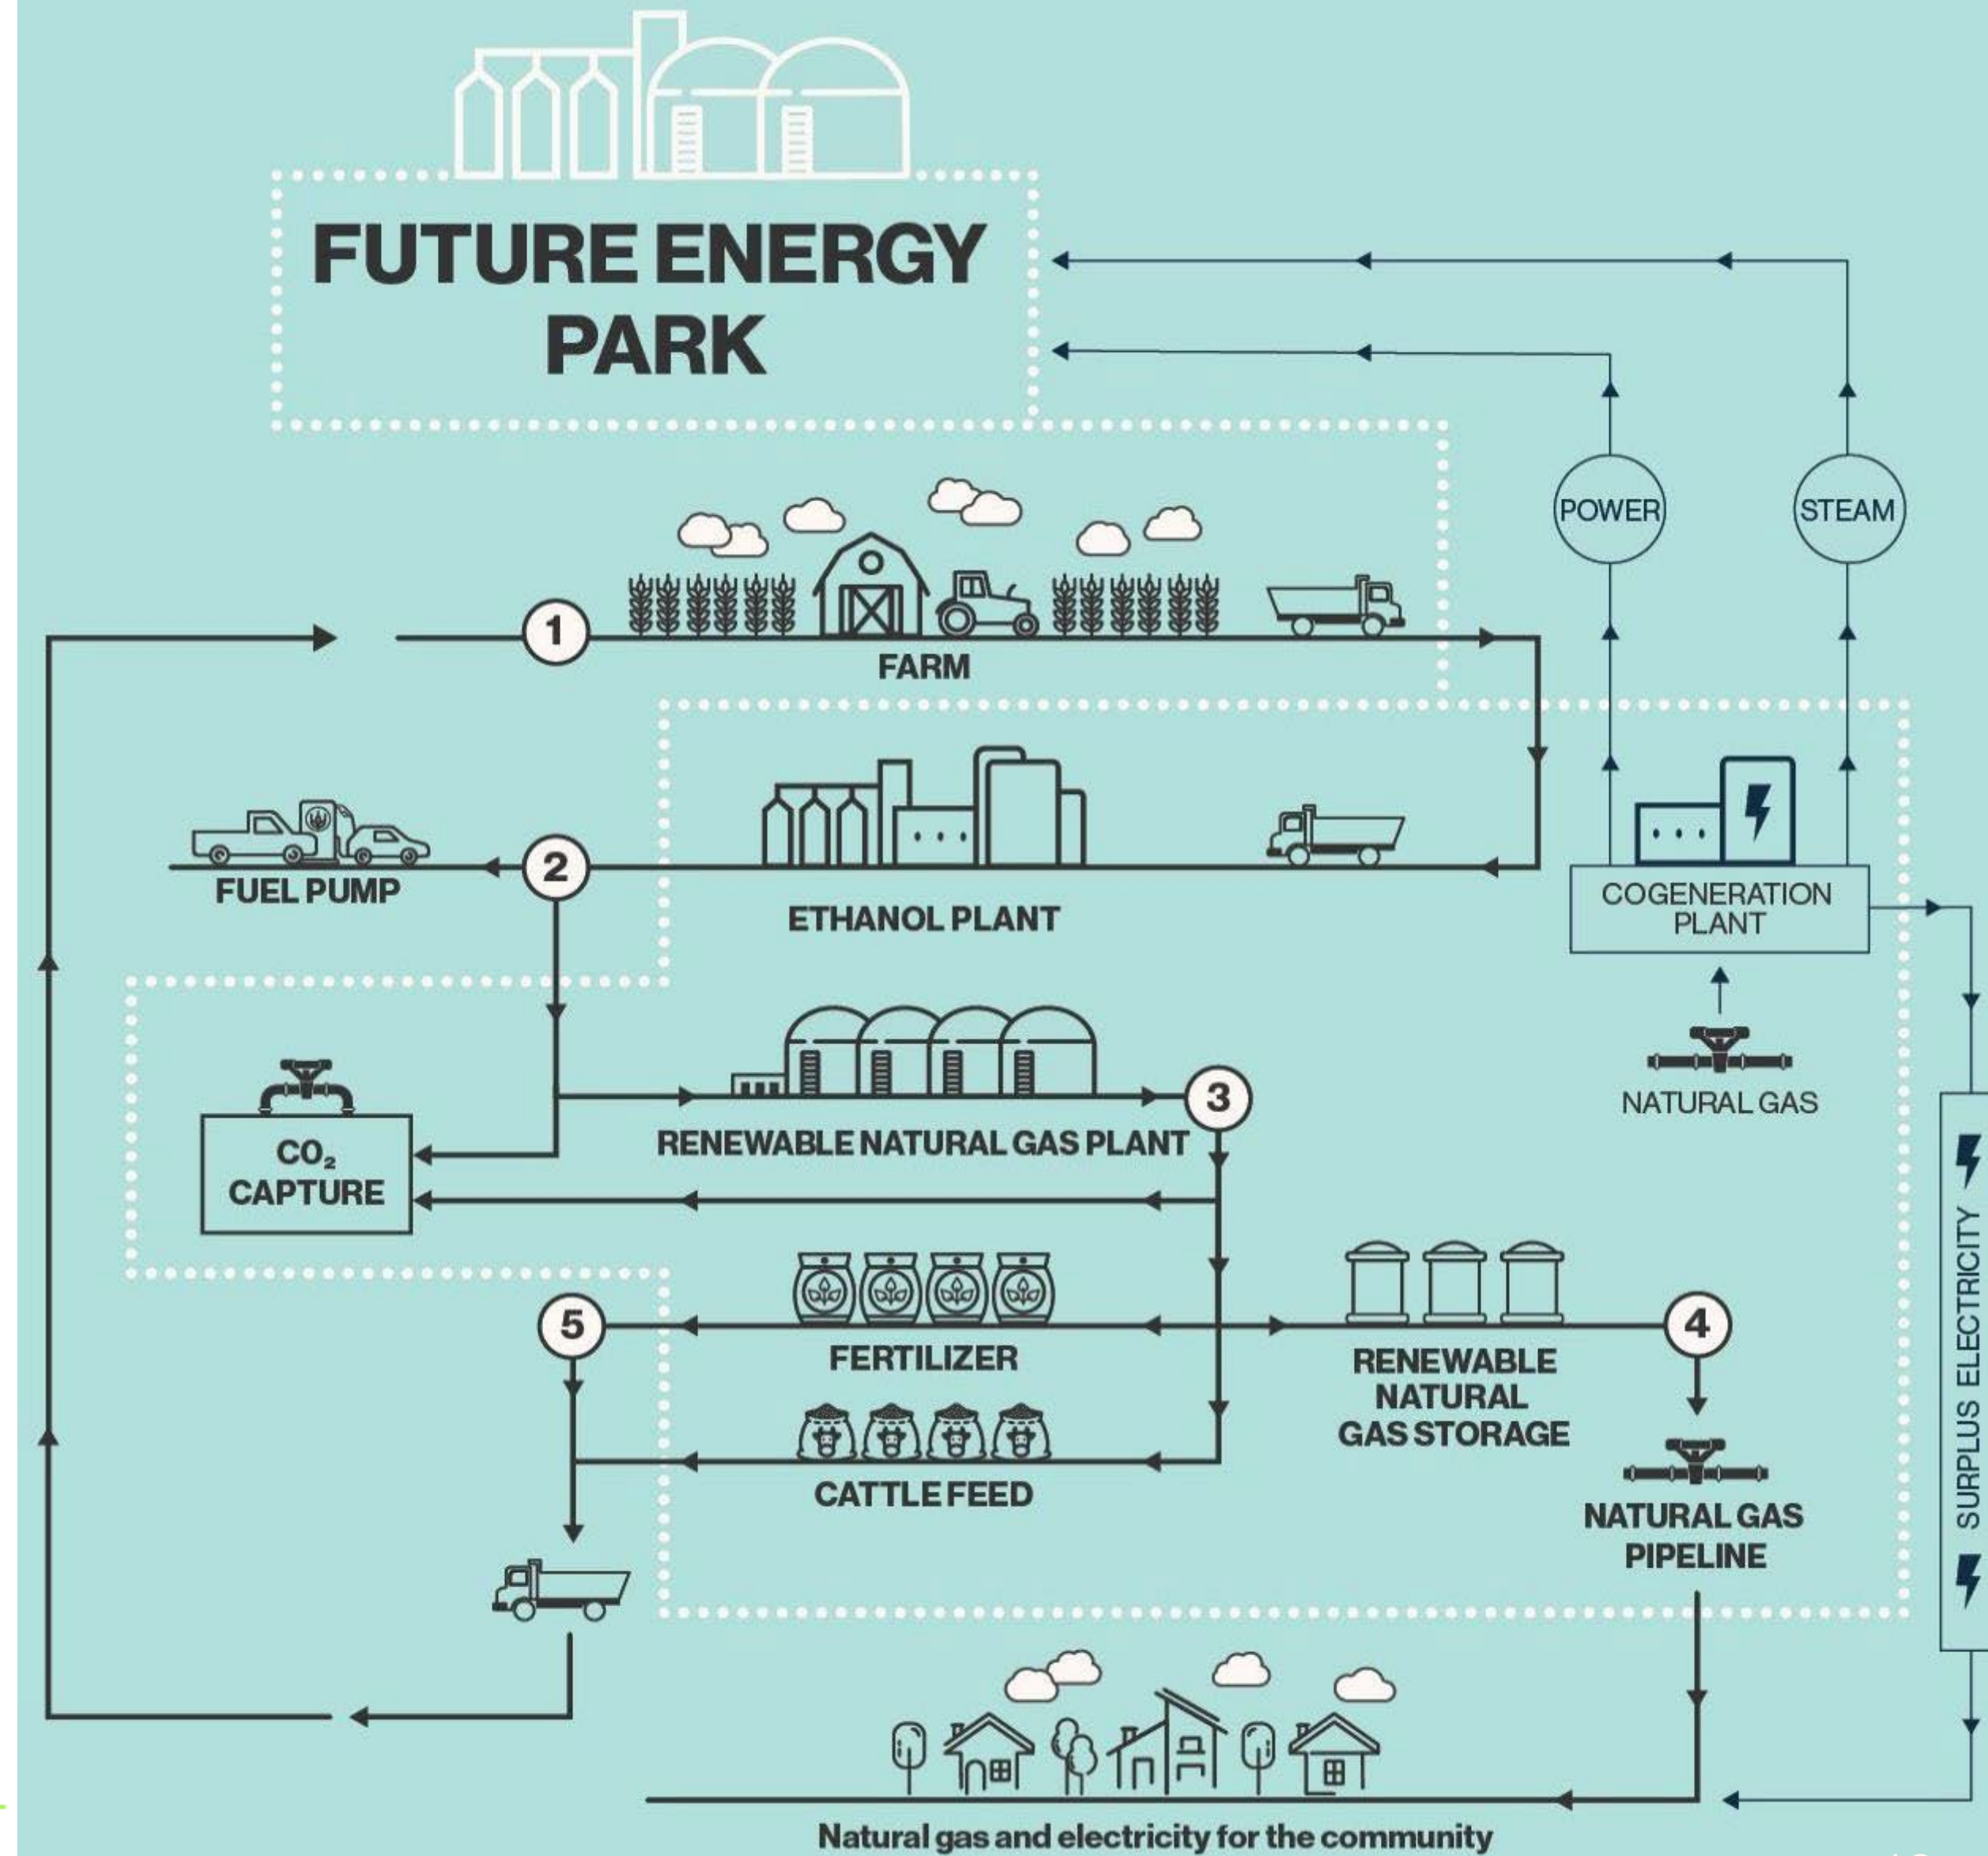 FUTURE ENERGY
PARK
POWER
STEAM
1
FARM
2
FUEL PUMP
ETHANOL PLANT
COGENERATION
PLANT
NATURAL GAS
CO₂
CAPTURE
RENEWABLE NATURAL GAS PLANT
3
SURPLUS ELECTRICITY
5
FERTILIZER
4
RENEWABLE
NATURAL
GAS STORAGE
CATTLE FEED
NATURAL GAS
PIPELINE
Natural gas and electricity for the community